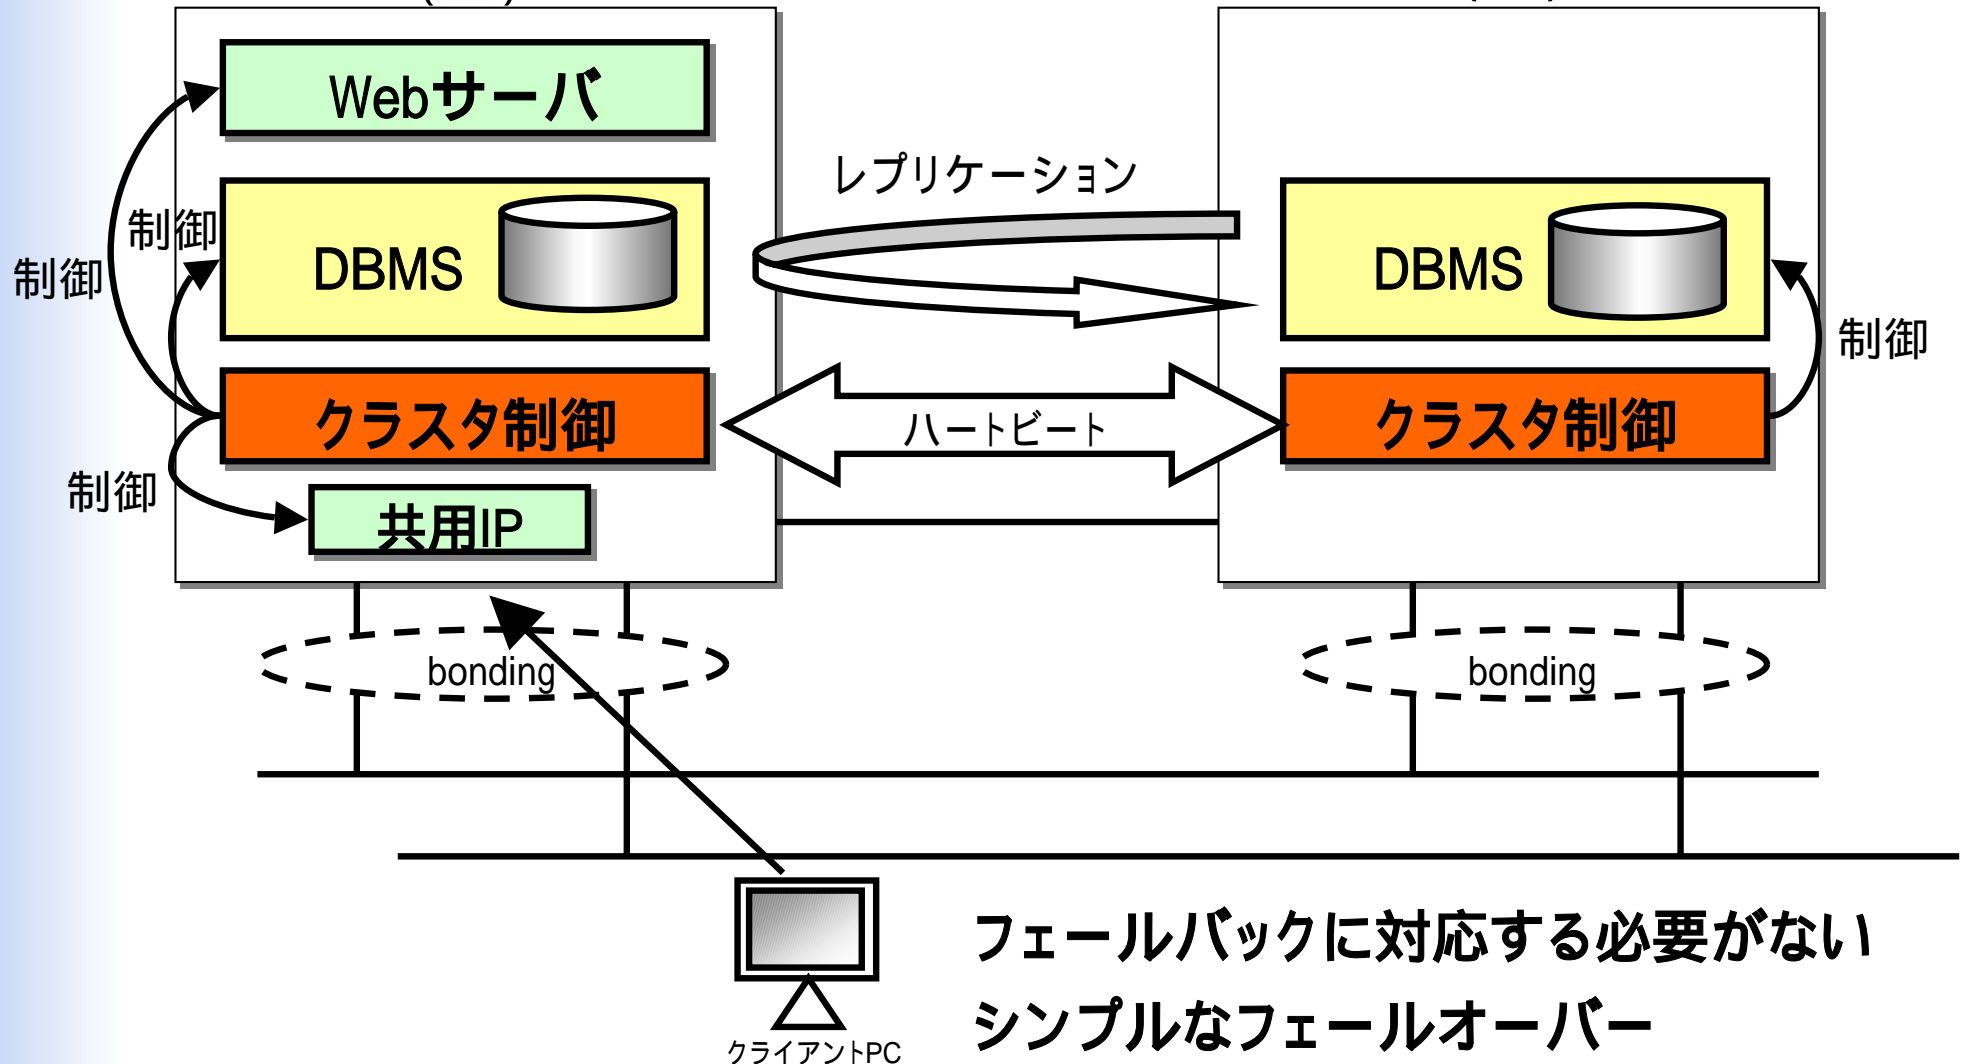 Webサーバ
レプリケーション
制御
DBMS
DBMS
制御
制御
クラスタ制御
ハートビート
クラスタ制御
制御
共用IP
bonding
bonding
フェールバックに対応する必要がない
シンプルなフェールオーバー
クライアントPC